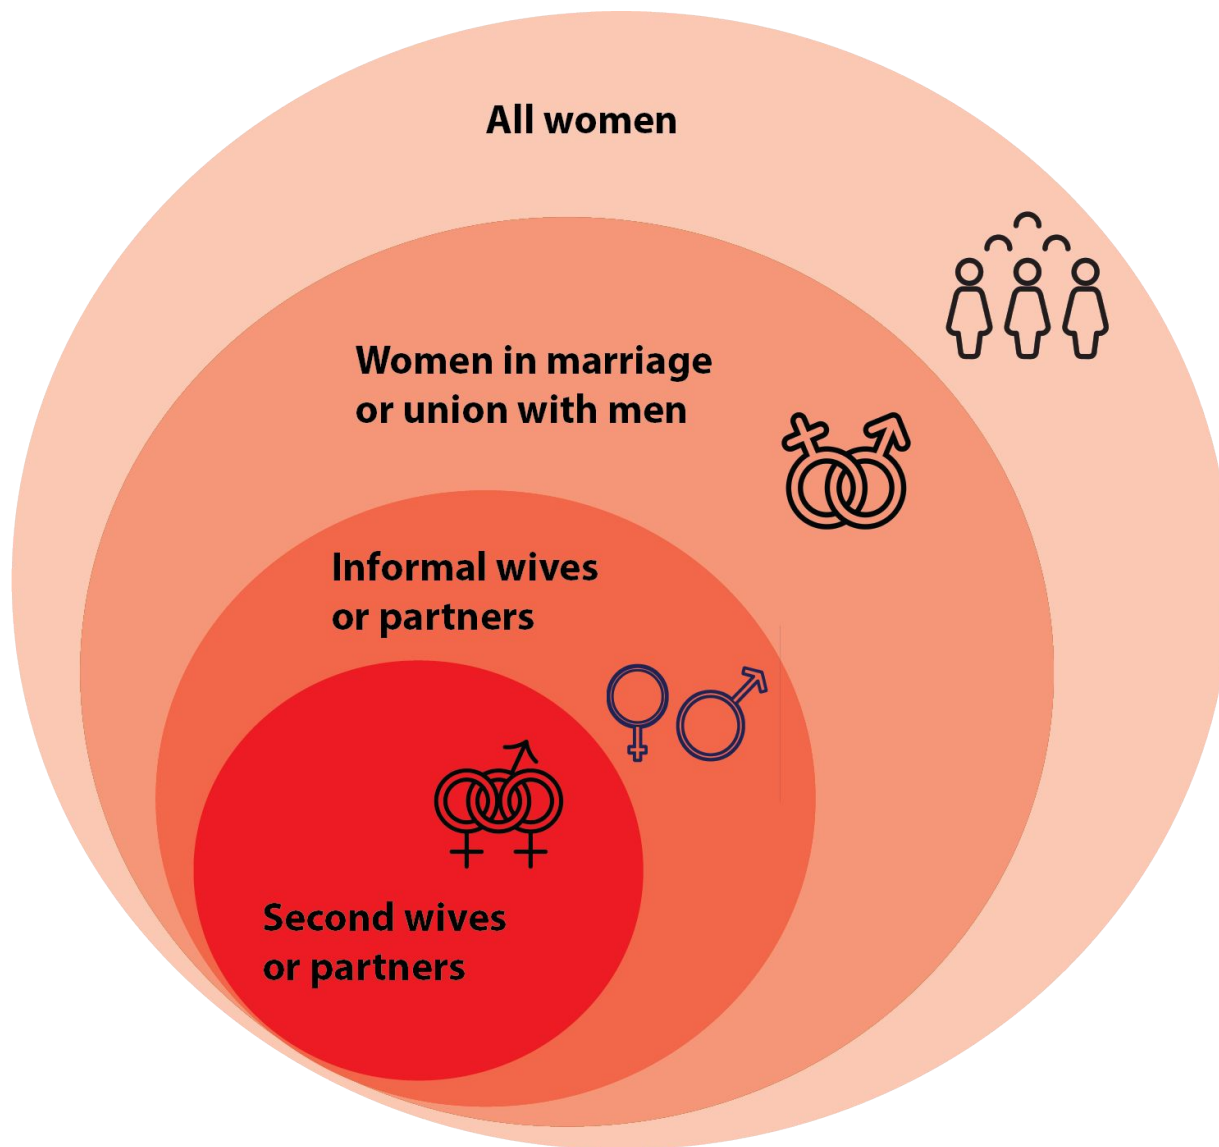 All women
Women in marriage
or union with men
Informal wives
or partners
Second wives
or partners